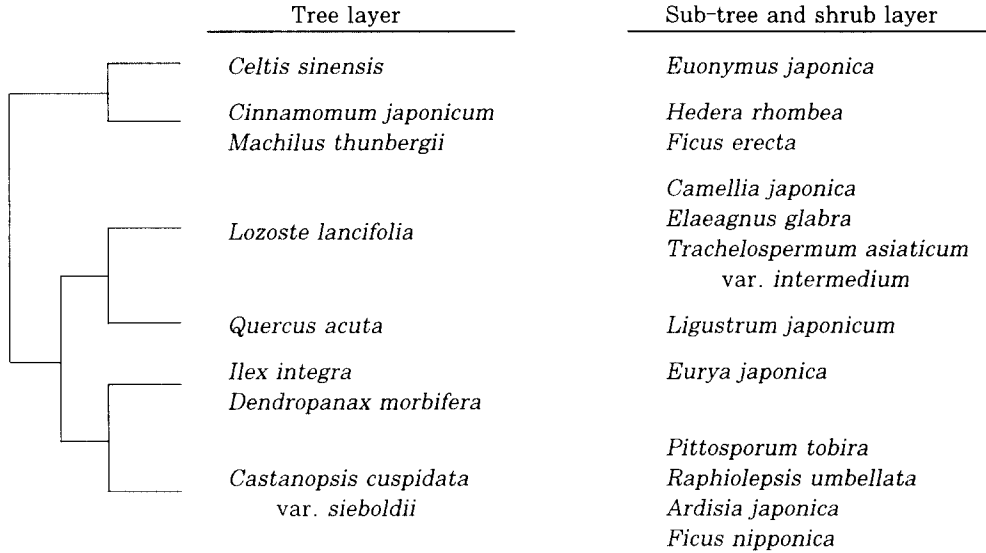 Tree layer Sub-tree and shrub layer
Celtis sinensis Euonymus japonica
Cinnamomum japonicum Hedera rhombea
Machilus thunbergii Ficus erecta
Camellia japonica
Lozoste lancifolia Elaeagnus glabra
Trachelospermum asiaticum
var. intermedium
Quercus acuta Ligustrum japonicum
Ilex integra Eurya japonica
Dendropanax morbifera
Pittosporum tobira
Castanopsis cuspidata Raphiolepsis umbellata
var. sieboldii Ardisia japonica
Ficus nipponica